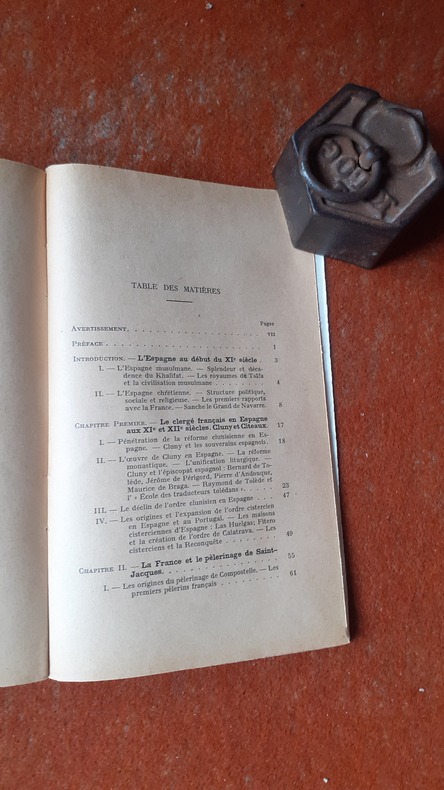 TABLE DES MATIÈRES
Pages
AVERTISSEMENT. . . . . . . . . . . . . . . . . . . . . VII
PRÉFACE . . . . . . . . . . . . . . . . . . . . . . . 1
INTRODUCTION. — L'Espagne au début du XIe siècle . 3
I. — L'Espagne musulmane. — Splendeur et déca-
dence du Khalifat. — Les royaumes de Taïfa
et la civilisation musulmane . . . . . . . . . . 4
II. — L'Espagne chrétienne. — Structure politique,
sociale et religieuse. — Les premiers rapports
avec la France. — Sanche le Grand de Navarre. 8
CHAPITRE PREMIER. — Le clergé français en Espagne
aux XIe et XIIe siècles. Cluny et Cîteaux. 17
I. — Pénétration de la réforme clunisienne en Es-
pagne. — Cluny et les souverains espagnols. 18
II. — L'œuvre de Cluny en Espagne. — La réforme
monastique. — L'unification liturgique. —
Cluny et l'épiscopat espagnol : Bernard de To-
lède, Jérôme de Périgord, Pierre d'Andouque,
Maurice de Braga. — Raymond de Tolède et
l' « École des traducteurs tolédans ». . . . . 23
III. — Le déclin de l'ordre clunisien en Espagne . . . 47
IV. — Les origines et l'expansion de l'ordre cistercien
en Espagne et au Portugal. — Les maisons
cisterciennes d'Espagne : Las Huelgas; Fitero
et la création de l'ordre de Calatrava. — Les
cisterciens et la Reconquête . . . . . . . . . 49
CHAPITRE II. — La France et le pèlerinage de Saint-
Jacques. . . . . . . . . . . . . . . . . . 55
I. — Les origines du pèlerinage de Compostelle. — Les
premiers pèlerins français . . . . . . . . . . 61